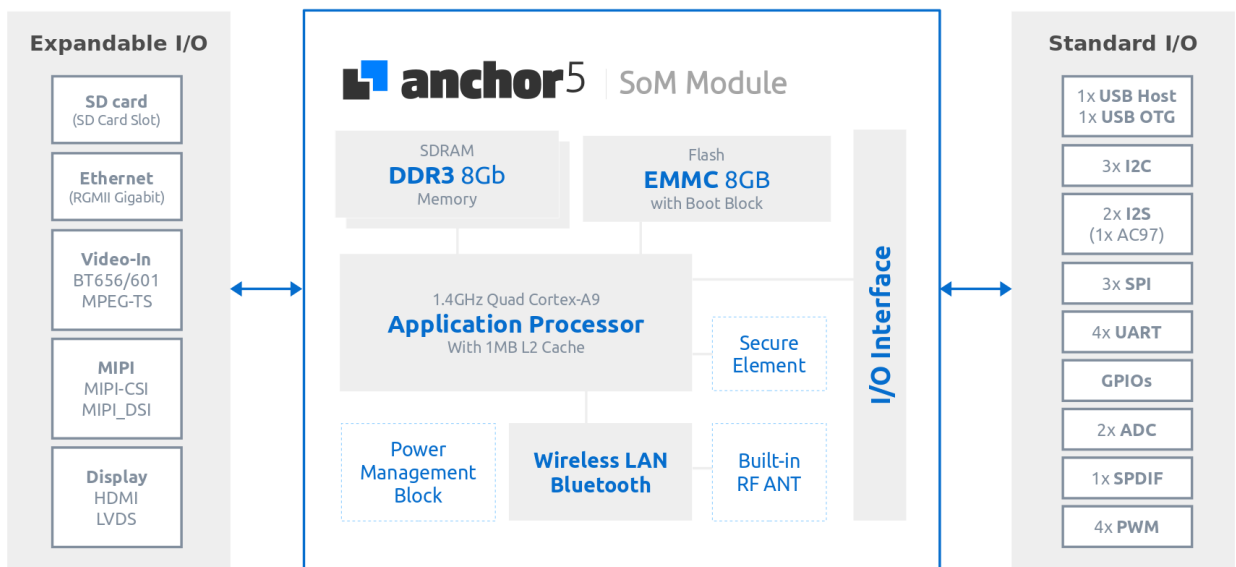 Expandable I/O
SD card
(SD Card Slot)
Ethernet
(RGMII Gigabit)
Video-In
BT656/601
MPEG-TS
MIPI
MIPI-CSI
MIPI_DSI
Display
HDMI
LVDS
anchor5 SoM Module
SDRAM
DDR3 8Gb
Memory
Flash
EMMC 8GB
with Boot Block
1.4GHz Quad Cortex-A9
Application Processor
With 1MB L2 Cache
Secure
Element
Power
Management
Block
Wireless LAN
Bluetooth
Built-in
RF ANT
I/O Interface
Standard I/O
1x USB Host
1x USB OTG
3x I2C
2x I2S
(1x AC97)
3x SPI
4x UART
GPIOs
2x ADC
1x SPDIF
4x PWM